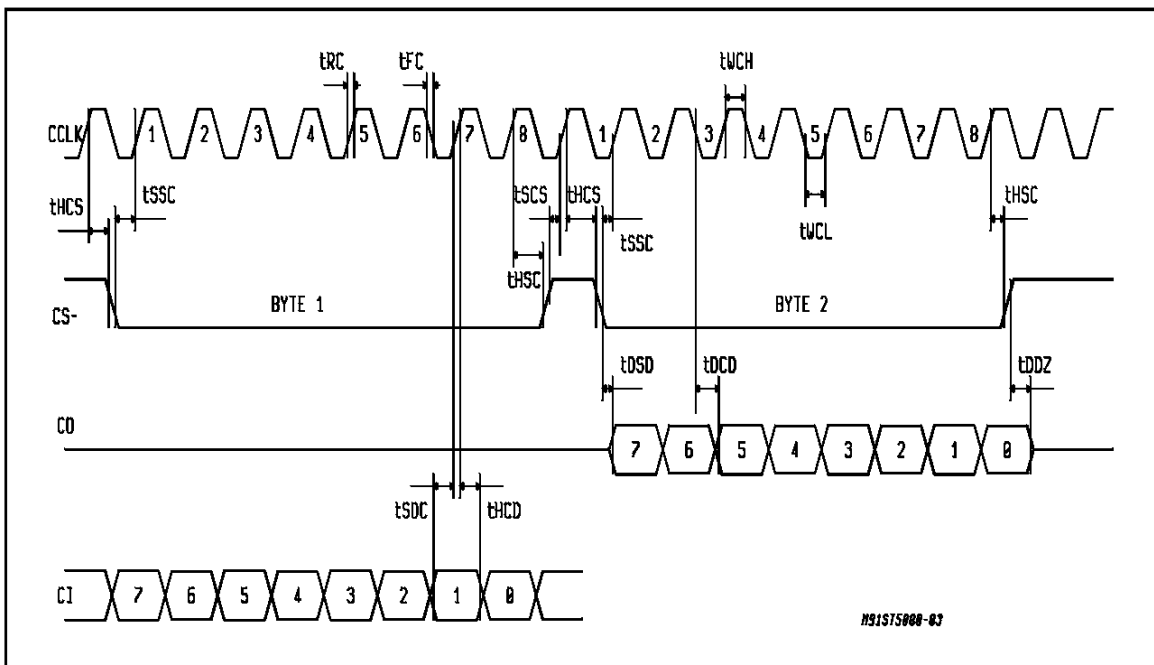 tRC tFC tWCH
CCLK 1 2 3 4 5 6 7 8 1 2 3 4 5 6 7 8
tHCS tSSC tSCS tHCS tSSC tWCL tHSC
tHSC
CS- BYTE 1 BYTE 2
tDSD tDCD tDDZ
CO 7 6 5 4 3 2 1 0
tSDC tHCD
CI 7 6 5 4 3 2 1 0
M91ST5080-03